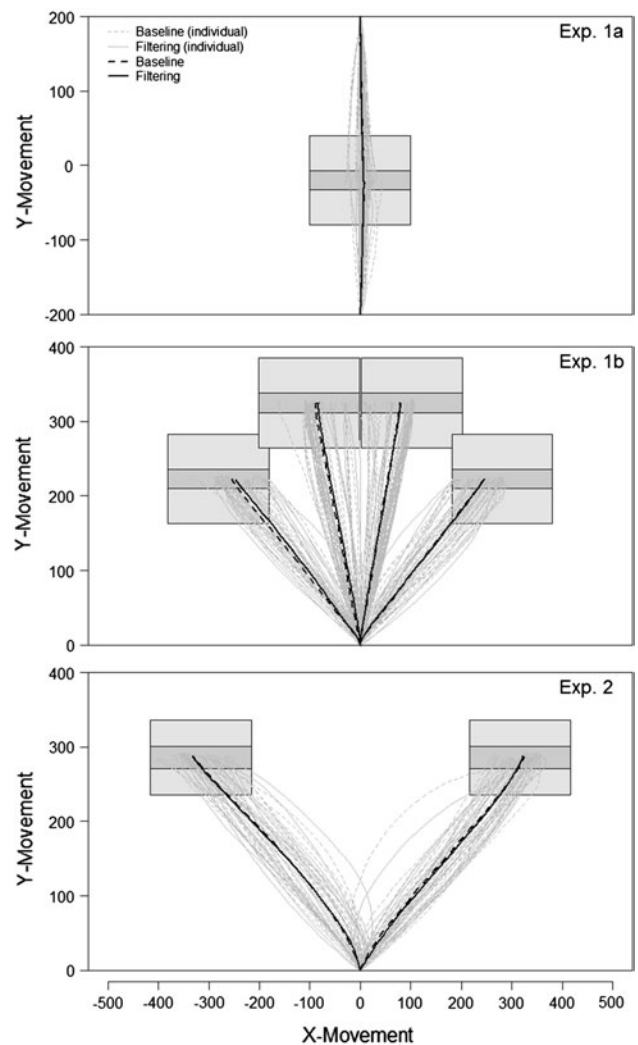 Exp. 1a
Baseline (individual)
Filtering (individual)
Baseline
Filtering
Y-Movement
200
100
0
-100
-200
Exp. 1b
Y-Movement
400
300
200
100
0
Exp. 2
Y-Movement
400
300
200
100
0
-500 -400 -300 -200 -100 0 100 200 300 400 500
X-Movement